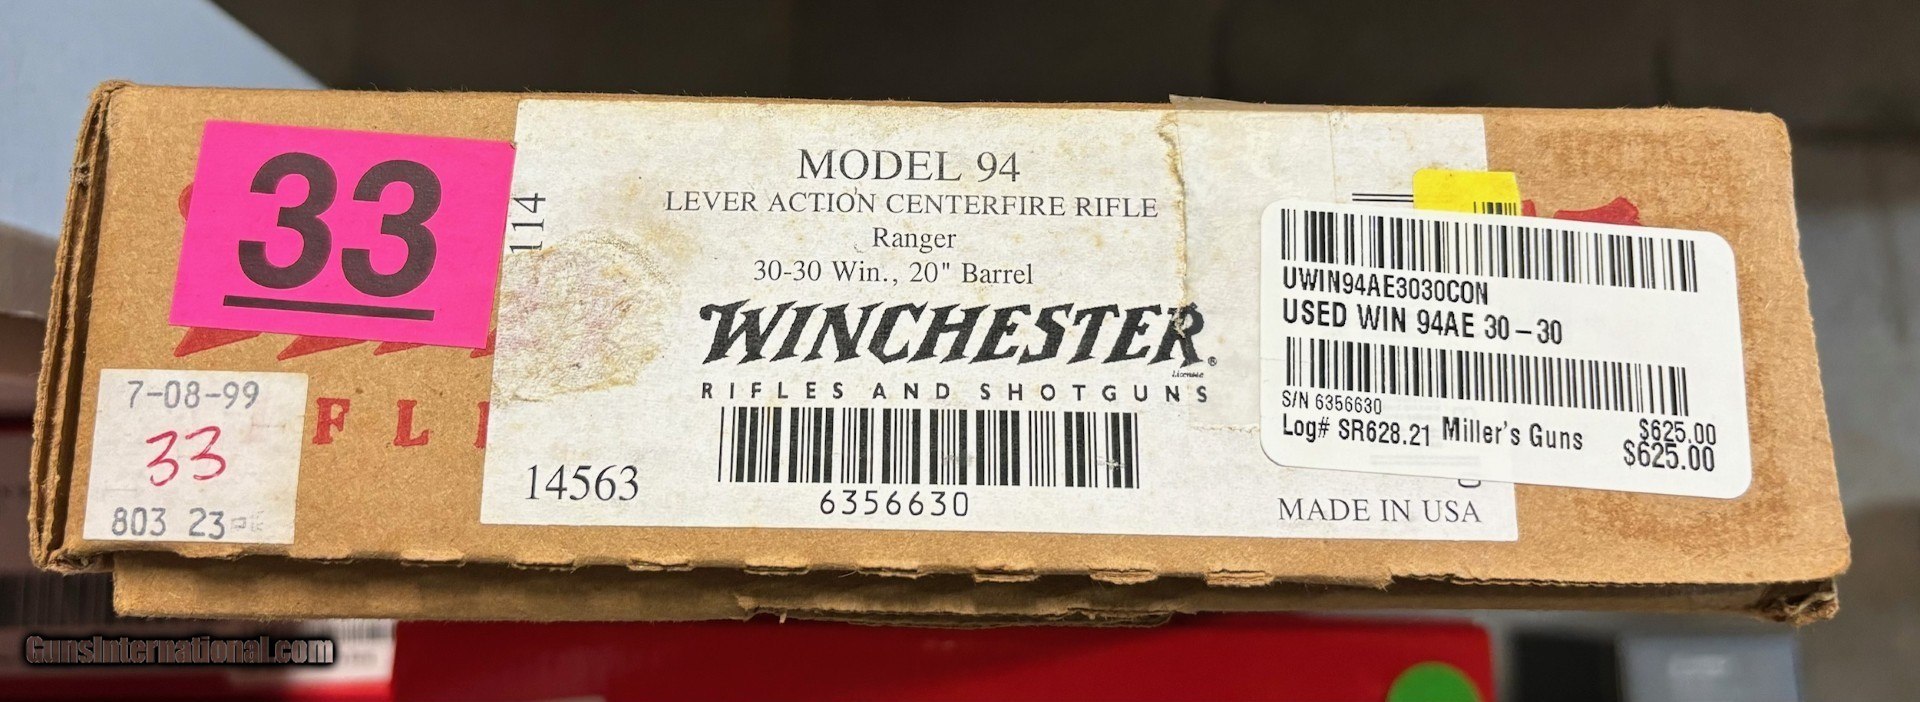 33
7-08-99
33
803 23
F L
114
MODEL 94
LEVER ACTION CENTERFIRE RIFLE
Ranger
30-30 Win., 20" Barrel
WINCHESTER®
Licensee
RIFLES AND SHOTGUNS
14563
6356630
MADE IN USA
UWIN94AE3030CON
USED WIN 94AE 30-30
S/N 6356630
$625.00
Log# SR628.21 Miller's Guns
$625.00
GunsInternational.com